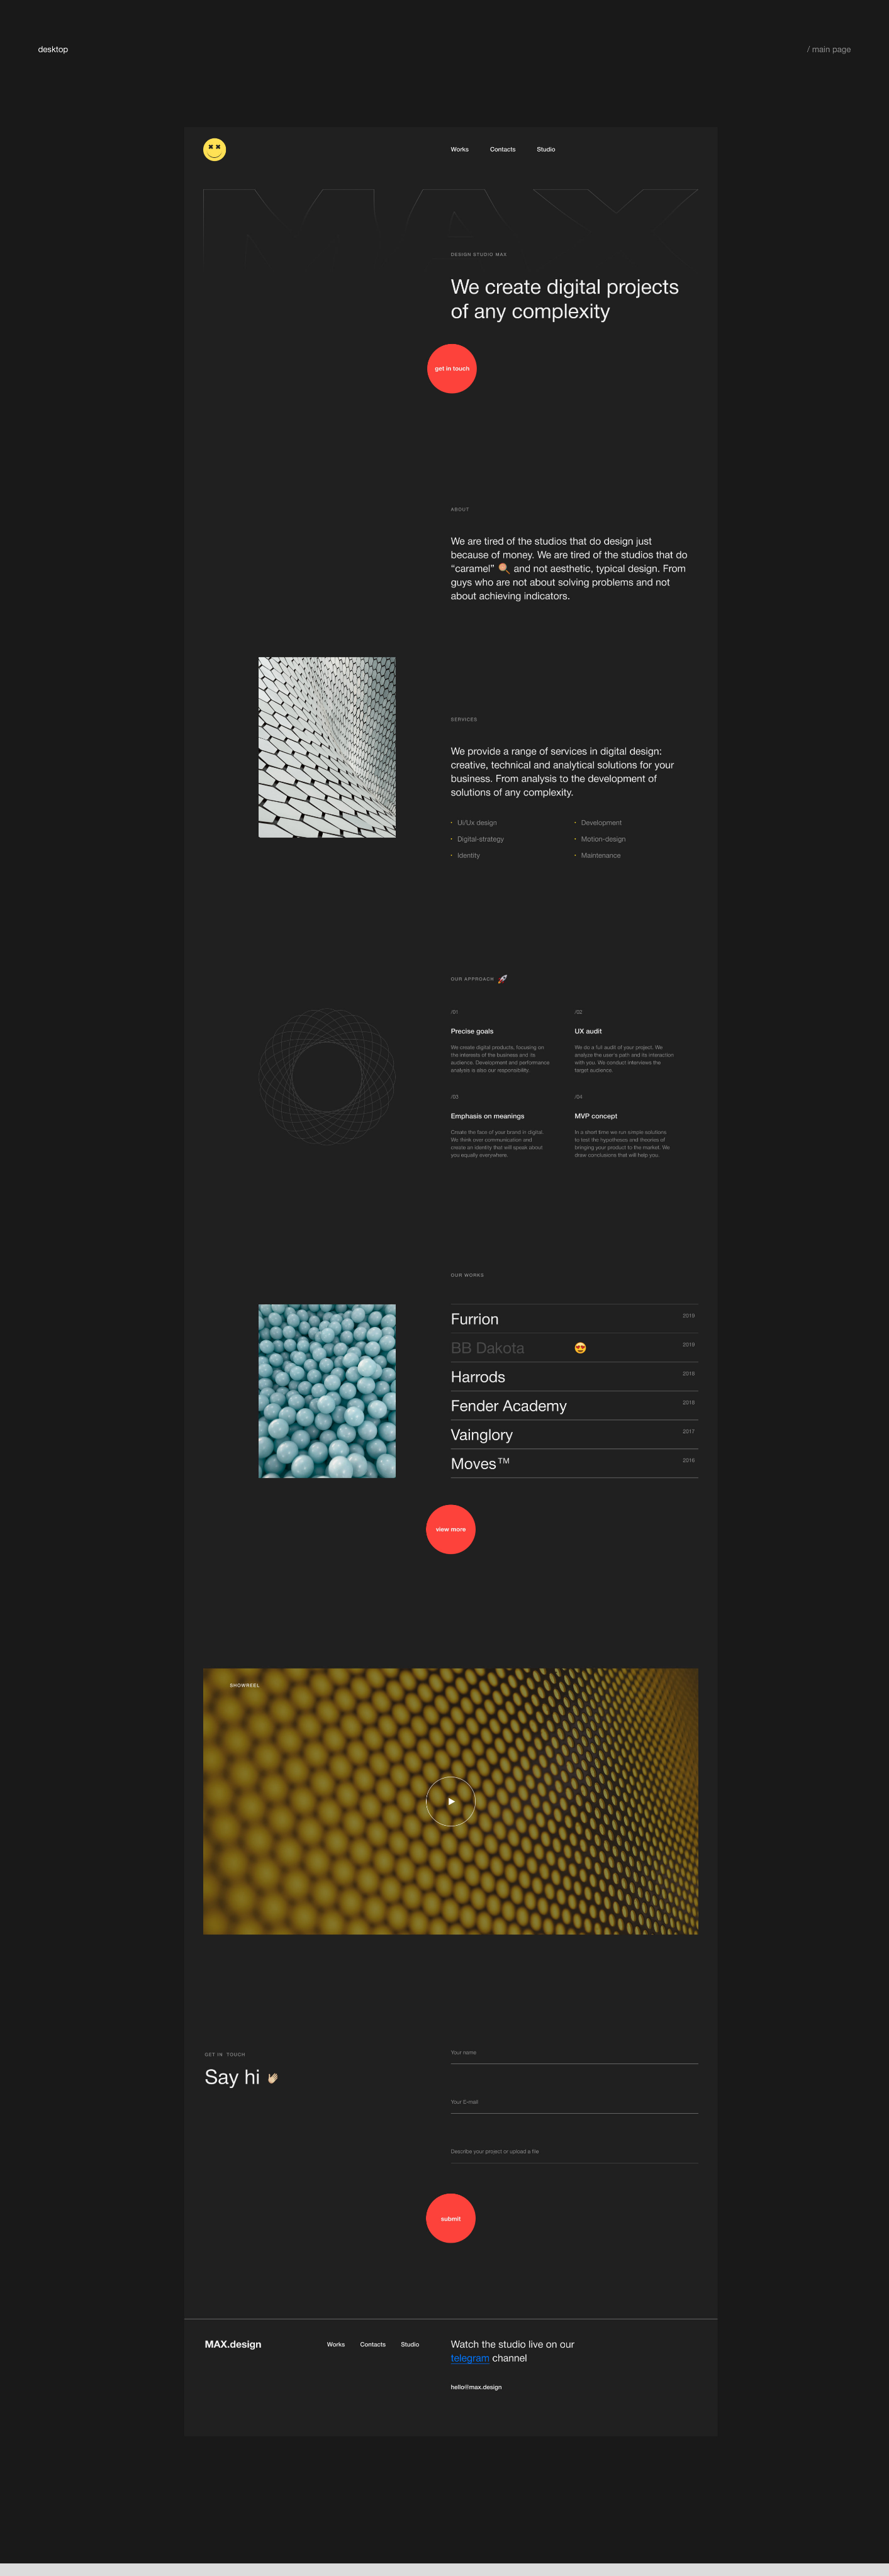 desktop
/ main page
Works
Contacts
Studio
MAX
DESIGN STUDIO MAX
We create digital projects
of any complexity
get in touch
ABOUT
We are tired of the studios that do design just
because of money. We are tired of the studios that do
“caramel” 🍭 and not aesthetic, typical design. From
guys who are not about solving problems and not
about achieving indicators.
SERVICES
We provide a range of services in digital design:
creative, technical and analytical solutions for your
business. From analysis to the development of
solutions of any complexity.
• Ui/Ux design
• Digital-strategy
• Identity
• Development
• Motion-design
• Maintenance
OUR APPROACH 🚀
/01
Precise goals
We create digital products, focusing on
the interests of the business and its
audience. Development and performance
analysis is also our responsibility.
/02
UX audit
We do a full audit of your project. We
analyze the user's path and its interaction
with you. We conduct interviews the
target audience.
/03
Emphasis on meanings
Create the face of your brand in digital.
We think over communication and
create an identity that will speak about
you equally everywhere.
/04
MVP concept
In a short time we run simple solutions
to test the hypotheses and theories of
bringing your product to the market. We
draw conclusions that will help you.
OUR WORKS
Furrion 2019
BB Dakota 😍 2019
Harrods 2018
Fender Academy 2018
Vainglory 2017
Moves™ 2016
view more
SHOWREEL
GET IN TOUCH
Say hi 👋🏼
Your name
Your E-mail
Describe your project or upload a file
submit
MAX.design
Works
Contacts
Studio
Watch the studio live on our
telegram channel
hello@max.design